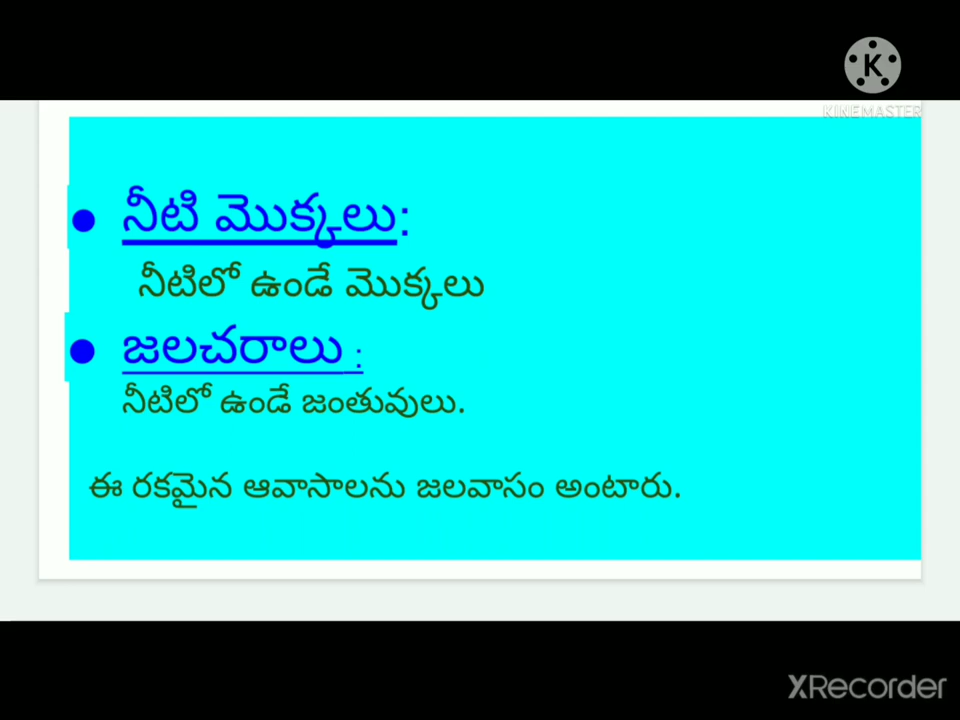 KINEMASTER
• నీటి మొక్కలు:
నీటిలో ఉండే మొక్కలు
• జలచరాలు :
నీటిలో ఉండే జంతువులు.
ఈ రకమైన ఆవాసాలను జలవాసం అంటారు.
XRecorder